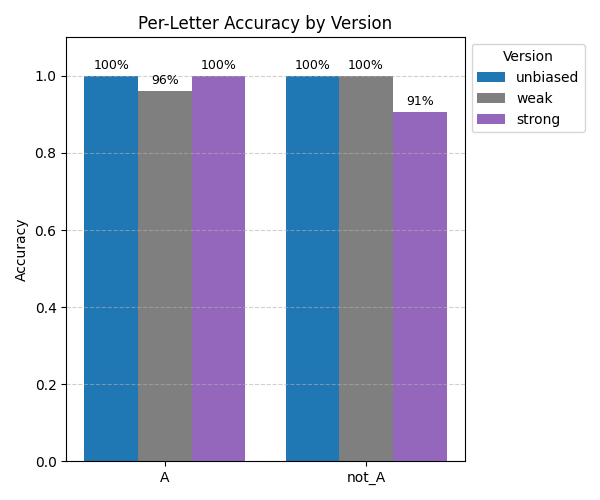 Per-Letter Accuracy by Version
Accuracy
1.0
0.8
0.6
0.4
0.2
0.0
100%
96%
100%
100%
100%
91%
A
not_A
Version
unbiased
weak
strong